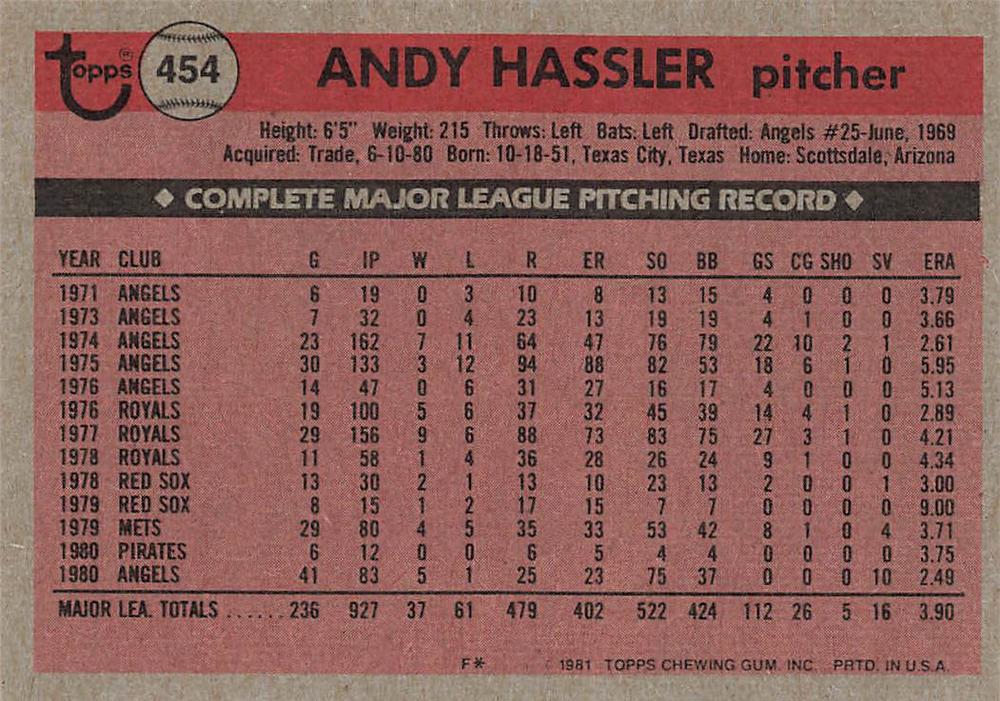 Topps® 454 ANDY HASSLER pitcher
Height: 6'5" Weight: 215 Throws: Left Bats: Left Drafted: Angels #25-June, 1969
Acquired: Trade, 6-10-80 Born: 10-18-51, Texas City, Texas Home: Scottsdale, Arizona
◆ COMPLETE MAJOR LEAGUE PITCHING RECORD ◆
YEAR CLUB G IP W L R ER SO BB GS CG SHO SV ERA
1971 ANGELS 6 19 0 3 10 8 13 15 4 0 0 0 3.79
1973 ANGELS 7 32 0 4 23 13 19 19 4 1 0 0 3.66
1974 ANGELS 23 162 7 11 64 47 76 79 22 10 2 1 2.61
1975 ANGELS 30 133 3 12 94 88 82 53 18 6 1 0 5.95
1976 ANGELS 14 47 0 6 31 27 16 17 4 0 0 0 5.13
1976 ROYALS 19 100 5 6 37 32 45 39 14 4 1 0 2.89
1977 ROYALS 29 156 9 6 88 73 83 75 27 3 1 0 4.21
1978 ROYALS 11 58 1 4 36 28 26 24 9 1 0 0 4.34
1978 RED SOX 13 30 2 1 13 10 23 13 2 0 0 1 3.00
1979 RED SOX 8 15 1 2 17 15 7 7 0 0 0 0 9.00
1979 METS 29 80 4 5 35 33 53 42 8 1 0 4 3.71
1980 PIRATES 6 12 0 0 6 5 4 4 0 0 0 0 3.75
1980 ANGELS 41 83 5 1 25 23 75 37 0 0 0 10 2.49
MAJOR LEA. TOTALS ...... 236 927 37 61 479 402 522 424 112 26 5 16 3.90
F* 1981 TOPPS CHEWING GUM. INC. PRTD. IN U.S.A.